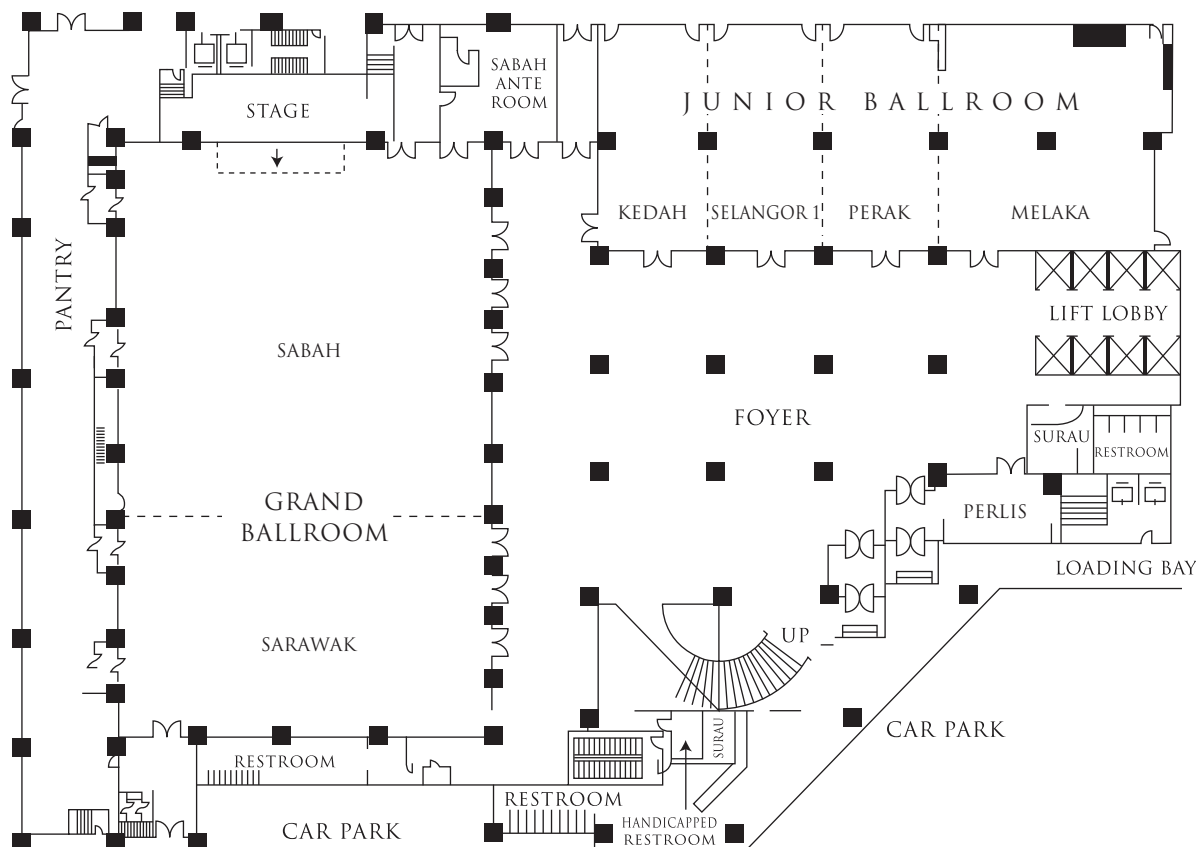 SABAH
ANTE
ROOM
STAGE
JUNIOR BALLROOM
KEDAH
SELANGOR 1
PERAK
MELAKA
PANTRY
LIFT LOBBY
SABAH
FOYER
SURAU
RESTROOM
GRAND
BALLROOM
PERLIS
LOADING BAY
SARAWAK
UP
CAR PARK
SURAU
RESTROOM
RESTROOM
CAR PARK
HANDICAPPED
RESTROOM